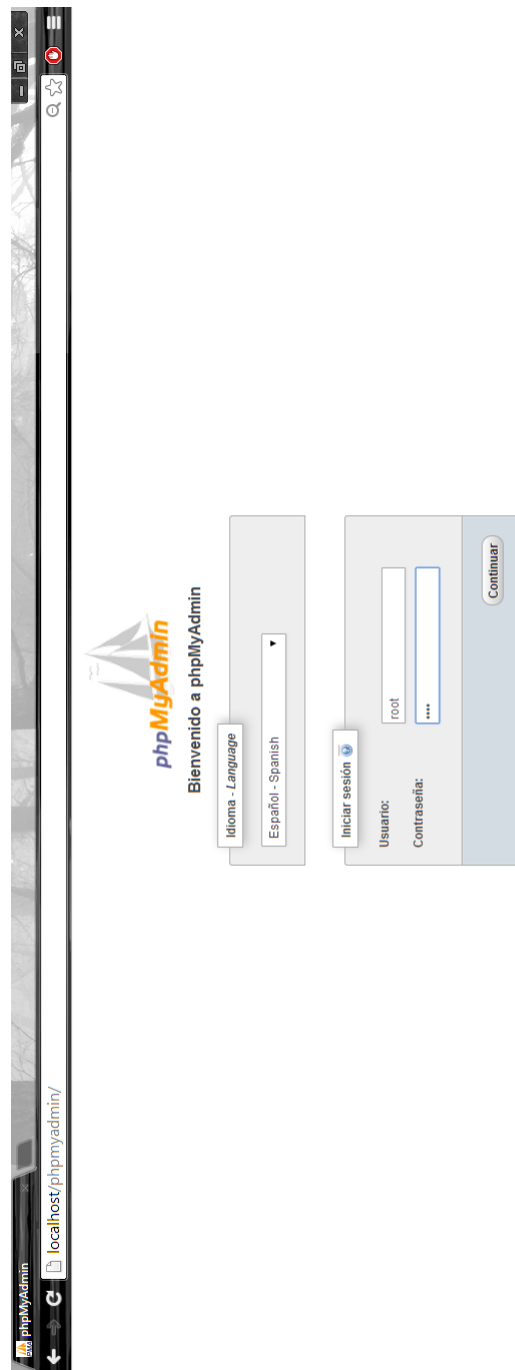 phpMyAdmin
localhost/phpmyadmin/
phpMyAdmin
Bienvenido a phpMyAdmin
Idioma - Language
Español - Spanish
Iniciar sesión
Usuario:
root
Contraseña:
••••
Continuar